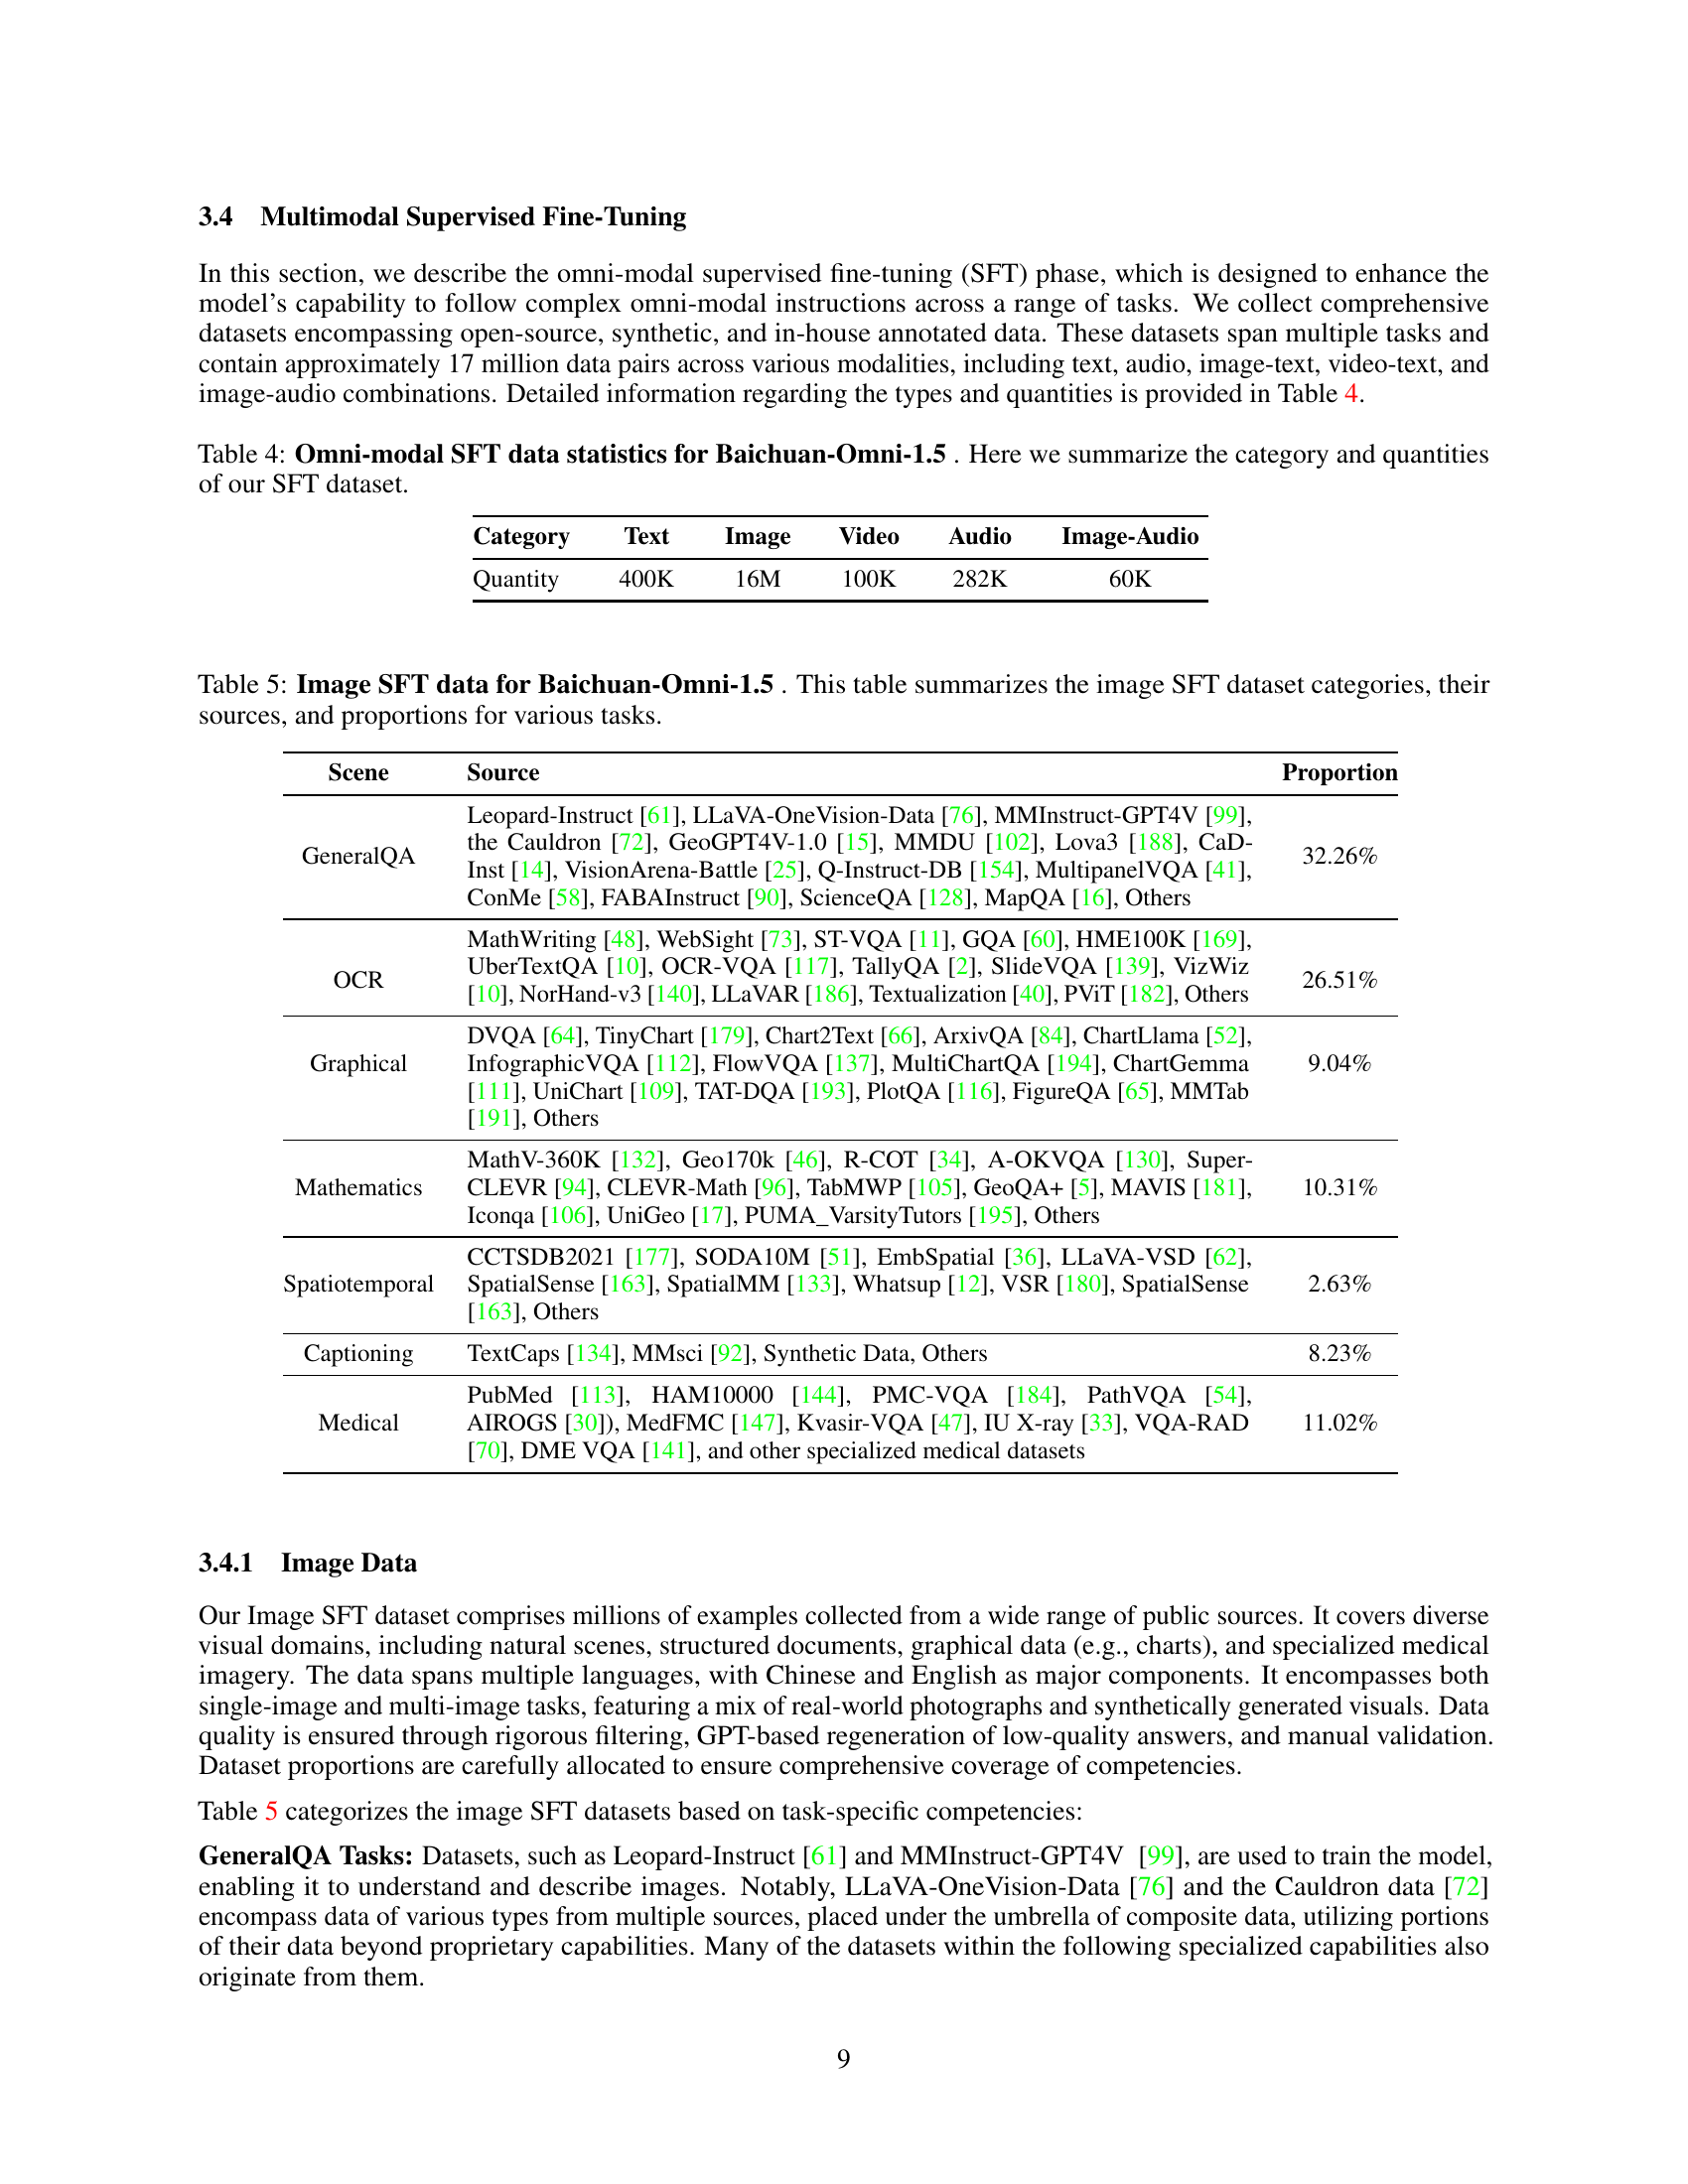 3.4 Multimodal Supervised Fine-Tuning
In this section, we describe the omni-modal supervised fine-tuning (SFT) phase, which is designed to enhance the
model's capability to follow complex omni-modal instructions across a range of tasks. We collect comprehensive
datasets encompassing open-source, synthetic, and in-house annotated data. These datasets span multiple tasks and
contain approximately 17 million data pairs across various modalities, including text, audio, image-text, video-text, and
image-audio combinations. Detailed information regarding the types and quantities is provided in Table 4.
Table 4: Omni-modal SFT data statistics for Baichuan-Omni-1.5 . Here we summarize the category and quantities
of our SFT dataset.
Category Text Image Video Audio Image-Audio
Quantity 400K 16M 100K 282K 60K
Table 5: Image SFT data for Baichuan-Omni-1.5 . This table summarizes the image SFT dataset categories, their
sources, and proportions for various tasks.
Scene Source Proportion
Leopard-Instruct [61], LLaVA-OneVision-Data [76], MMInstruct-GPT4V [99],
the Cauldron [72], GeoGPT4V-1.0 [15], MMDU [102], Lova3 [188], CaD-
GeneralQA 32.26%
Inst [14], VisionArena-Battle [25], Q-Instruct-DB [154], MultipanelVQA [41],
ConMe [58], FABAInstruct [90], ScienceQA [128], MapQA [16], Others
MathWriting [48], WebSight [73], ST-VQA [11], GQA [60], HME100K [169],
UberTextQA [10], OCR-VQA [117], TallyQA [2], SlideVQA [139], VizWiz
OCR 26.51%
[10], NorHand-v3 [140], LLaVAR [186], Textualization [40], PViT [182], Others
DVQA [64], TinyChart [179], Chart2Text [66], ArxivQA [84], ChartLlama [52],
Graphical InfographicVQA [112], FlowVQA [137], MultiChartQA [194], ChartGemma 9.04%
[111], UniChart [109], TAT-DQA [193], PlotQA [116], FigureQA [65], MMTab
[191], Others
MathV-360K [132], Geo170k [46], R-COT [34], A-OKVQA [130], Super-
Mathematics CLEVR [94], CLEVR-Math [96], TabMWP [105], GeoQA+ [5], MAVIS [181], 10.31%
Iconqa [106], UniGeo [17], PUMA_VarsityTutors [195], Others
CCTSDB2021 [177], SODA10M [51], EmbSpatial [36], LLaVA-VSD [62],
Spatiotemporal SpatialSense [163], SpatialMM [133], Whatsup [12], VSR [180], SpatialSense 2.63%
[163], Others
Captioning TextCaps [134], MMsci [92], Synthetic Data, Others 8.23%
PubMed [113], HAM10000 [144], PMC-VQA [184], PathVQA [54],
Medical AIROGS [30]), MedFMC [147], Kvasir-VQA [47], IU X-ray [33], VQA-RAD 11.02%
[70], DME VQA [141], and other specialized medical datasets
3.4.1 Image Data
Our Image SFT dataset comprises millions of examples collected from a wide range of public sources. It covers diverse
visual domains, including natural scenes, structured documents, graphical data (e.g., charts), and specialized medical
imagery. The data spans multiple languages, with Chinese and English as major components. It encompasses both
single-image and multi-image tasks, featuring a mix of real-world photographs and synthetically generated visuals. Data
quality is ensured through rigorous filtering, GPT-based regeneration of low-quality answers, and manual validation.
Dataset proportions are carefully allocated to ensure comprehensive coverage of competencies.
Table 5 categorizes the image SFT datasets based on task-specific competencies:
GeneralQA Tasks: Datasets, such as Leopard-Instruct [61] and MMInstruct-GPT4V [99], are used to train the model,
enabling it to understand and describe images. Notably, LLaVA-OneVision-Data [76] and the Cauldron data [72]
encompass data of various types from multiple sources, placed under the umbrella of composite data, utilizing portions
of their data beyond proprietary capabilities. Many of the datasets within the following specialized capabilities also
originate from them.
9